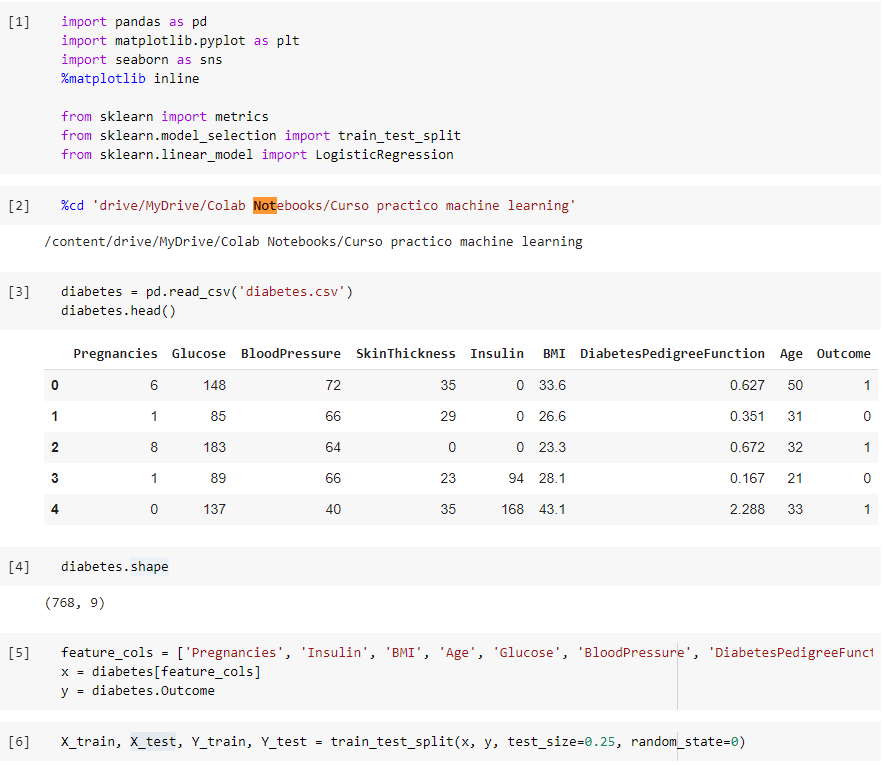 [1] import pandas as pd
import matplotlib.pyplot as plt
import seaborn as sns
%matplotlib inline
from sklearn import metrics
from sklearn.model_selection import train_test_split
from sklearn.linear_model import LogisticRegression
[2] %cd 'drive/MyDrive/Colab Notebooks/Curso practico machine learning'
/content/drive/MyDrive/Colab Notebooks/Curso practico machine learning
[3] diabetes = pd.read_csv('diabetes.csv')
diabetes.head()
Pregnancies Glucose BloodPressure SkinThickness Insulin BMI DiabetesPedigreeFunction Age Outcome
0 6 148 72 35 0 33.6 0.627 50 1
1 1 85 66 29 0 26.6 0.351 31 0
2 8 183 64 0 0 23.3 0.672 32 1
3 1 89 66 23 94 28.1 0.167 21 0
4 0 137 40 35 168 43.1 2.288 33 1
[4] diabetes.shape
(768, 9)
[5] feature_cols = ['Pregnancies', 'Insulin', 'BMI', 'Age', 'Glucose', 'BloodPressure', 'DiabetesPedigreeFunct
x = diabetes[feature_cols]
y = diabetes.Outcome
[6] X_train, X_test, Y_train, Y_test = train_test_split(x, y, test_size=0.25, random_state=0)